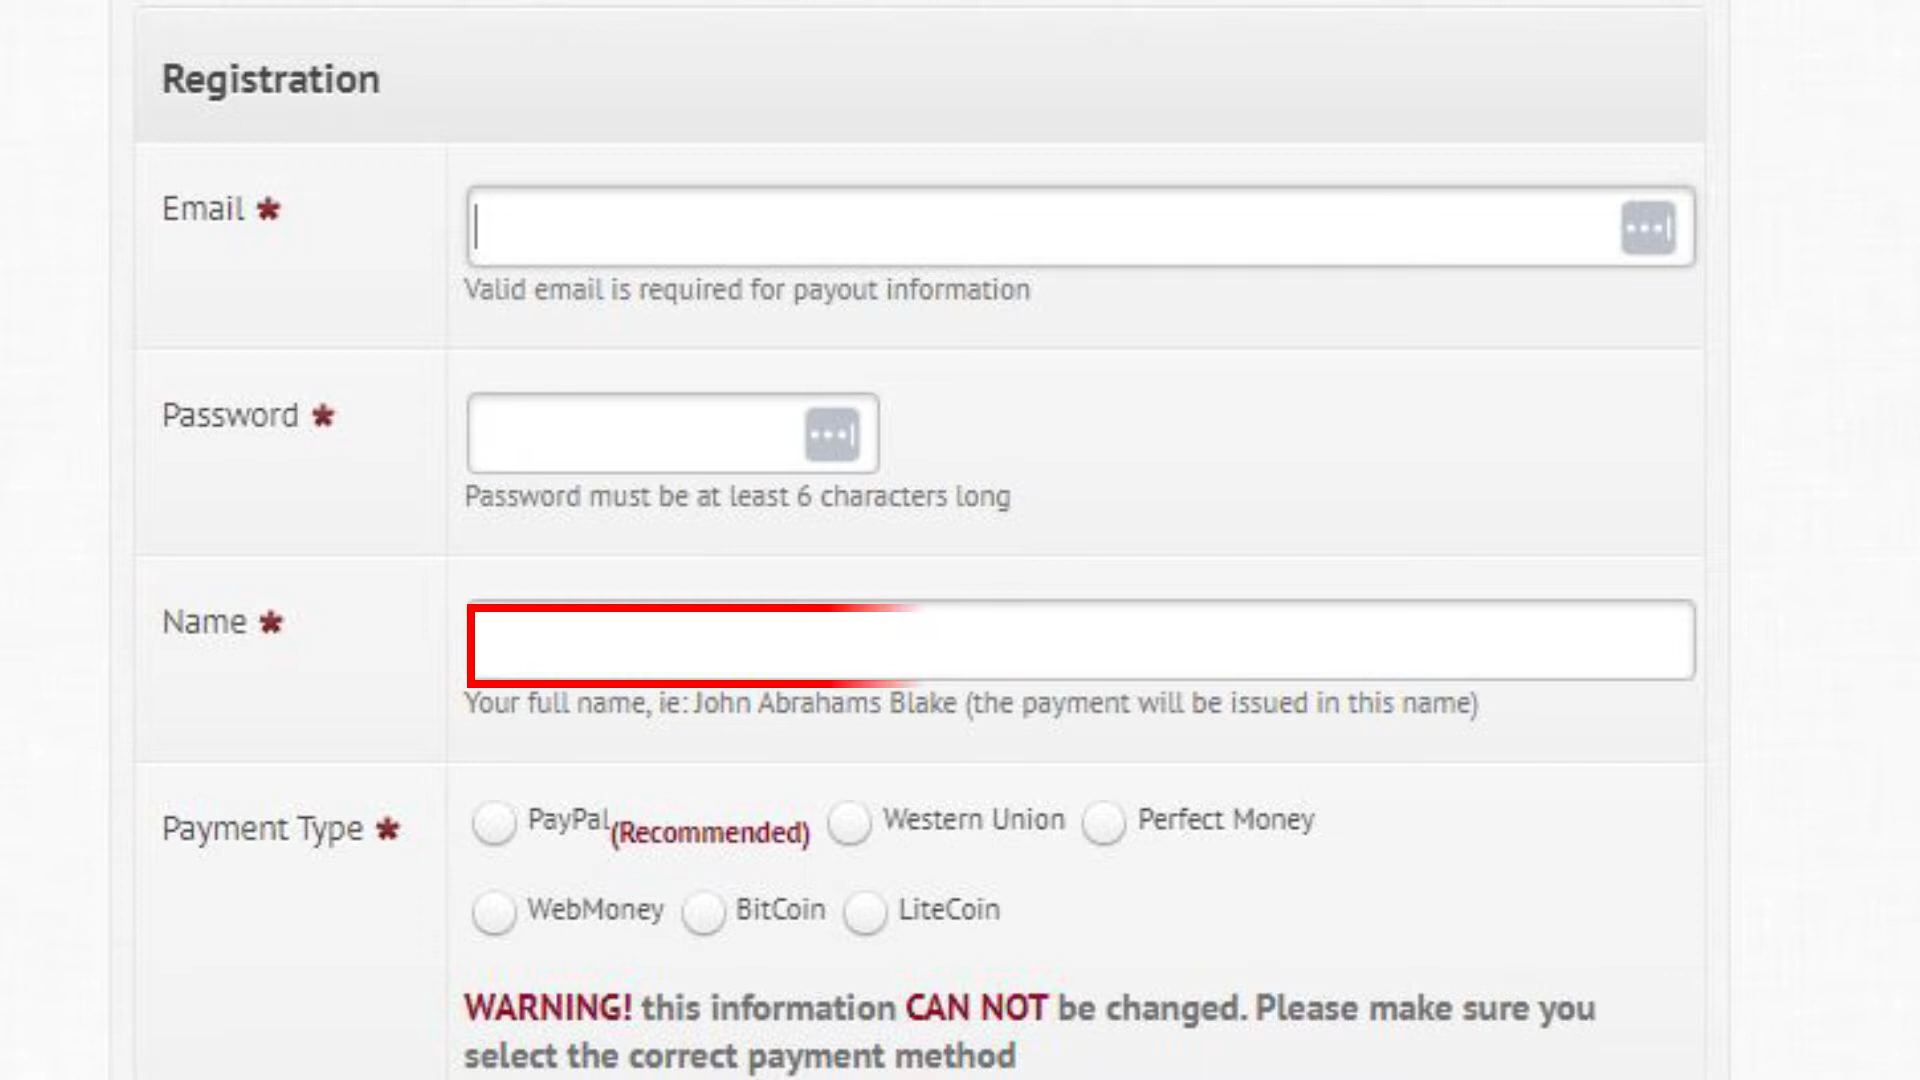 Registration
Email *
Valid email is required for payout information
Password *
Password must be at least 6 characters long
Name *
Your full name, ie: John Abrahams Blake (the payment will be issued in this name)
Payment Type *
PayPal (Recommended) Western Union Perfect Money
WebMoney BitCoin LiteCoin
WARNING! this information CAN NOT be changed. Please make sure you
select the correct payment method